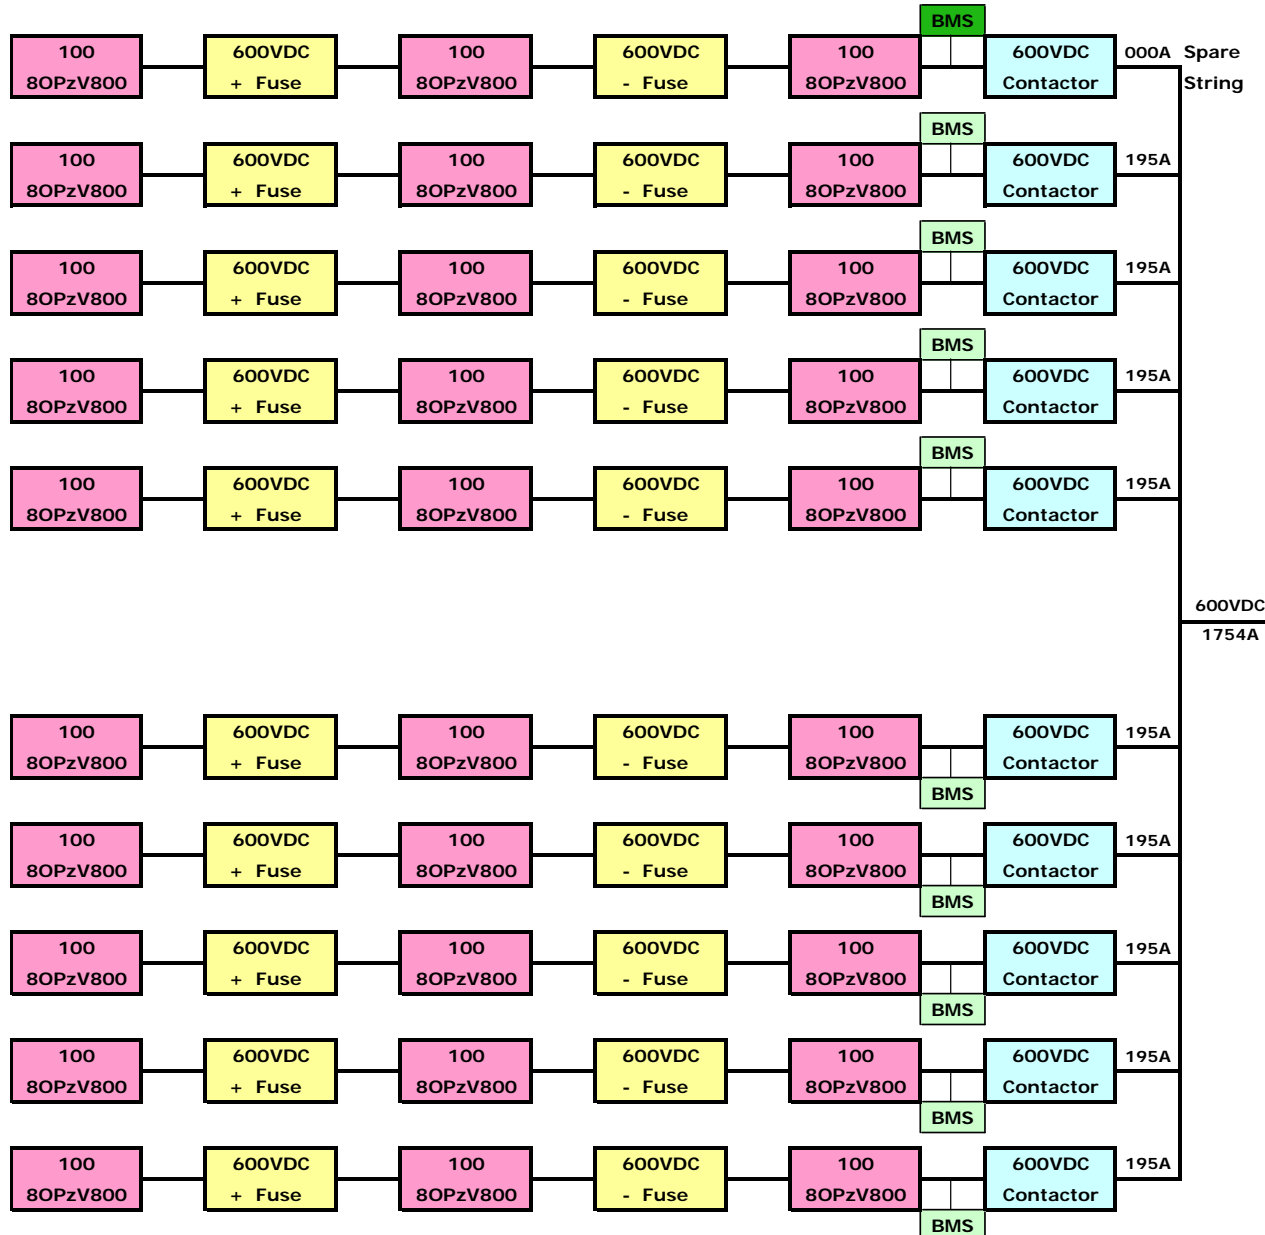 BMS
100 600VDC 100 600VDC 100 600VDC 000A Spare
8OPzV800 + Fuse 8OPzV800 - Fuse 8OPzV800 Contactor String
BMS
100 600VDC 100 600VDC 100 600VDC 195A
8OPzV800 + Fuse 8OPzV800 - Fuse 8OPzV800 Contactor
BMS
100 600VDC 100 600VDC 100 600VDC 195A
8OPzV800 + Fuse 8OPzV800 - Fuse 8OPzV800 Contactor
BMS
100 600VDC 100 600VDC 100 600VDC 195A
8OPzV800 + Fuse 8OPzV800 - Fuse 8OPzV800 Contactor
BMS
100 600VDC 100 600VDC 100 600VDC 195A
8OPzV800 + Fuse 8OPzV800 - Fuse 8OPzV800 Contactor
600VDC
1754A
100 600VDC 100 600VDC 100 600VDC 195A
8OPzV800 + Fuse 8OPzV800 - Fuse 8OPzV800 Contactor
BMS
100 600VDC 100 600VDC 100 600VDC 195A
8OPzV800 + Fuse 8OPzV800 - Fuse 8OPzV800 Contactor
BMS
100 600VDC 100 600VDC 100 600VDC 195A
8OPzV800 + Fuse 8OPzV800 - Fuse 8OPzV800 Contactor
BMS
100 600VDC 100 600VDC 100 600VDC 195A
8OPzV800 + Fuse 8OPzV800 - Fuse 8OPzV800 Contactor
BMS
100 600VDC 100 600VDC 100 600VDC 195A
8OPzV800 + Fuse 8OPzV800 - Fuse 8OPzV800 Contactor
BMS